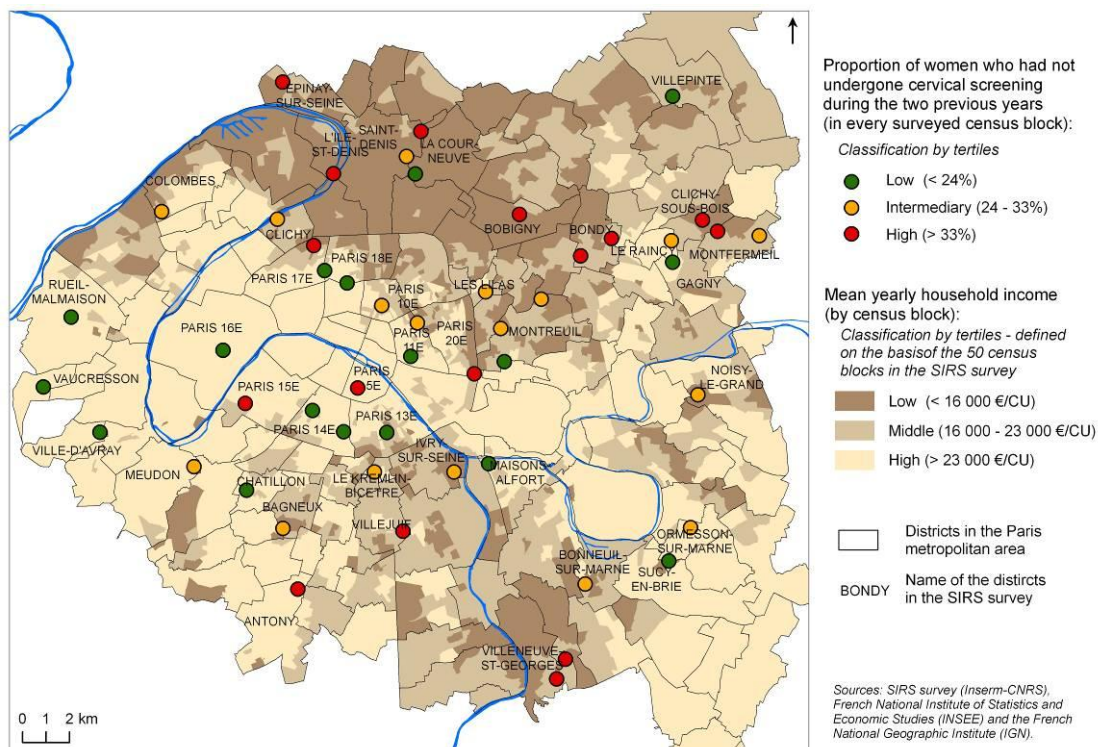 VILLEPINTE
EPINAY
-SUR-SEINE
SAINT-
DENIS
L'ILE-
ST-DENIS
LA COUR-
NEUVE
COLOMBES
CLICHY-
SOUS-BOIS
CLICHY
BOBIGNY
BONDY
LE RAINCY
MONTFERMEIL
PARIS 18E
PARIS 17E
GAGNY
RUEIL-
MALMAISON
LES LILAS
PARIS
10E
PARIS 16E
PARIS
11E
PARIS
20E
MONTREUIL
VAUCRESSON
PARIS 15E
PARIS
5E
NOISY-
LE-GRAND
PARIS 14E
PARIS 13E
VILLE-D'AVRAY
IVRY
-SUR-SEINE
MEUDON
CHATILLON
LE KREMLIN-
BICETRE
MAISONS-
ALFORT
BAGNEUX
VILLEJUIF
ORMESSON
-SUR-MARNE
BONNEUIL-
SUR-MARNE
SUCY-
EN-BRIE
ANTONY
VILLENEUVE-
ST-GEORGES
0 1 2 km
Proportion of women who had not
undergone cervical screening
during the two previous years
(in every surveyed census block):
Classification by tertiles
Low (< 24%)
Intermediary (24 - 33%)
High (> 33%)
Mean yearly household income
(by census block):
Classification by tertiles - defined
on the basisof the 50 census
blocks in the SIRS survey
Low (< 16 000 €/CU)
Middle (16 000 - 23 000 €/CU)
High (> 23 000 €/CU)
Districts in the Paris
metropolitan area
BONDY
Name of the distircts
in the SIRS survey
Sources: SIRS survey (Inserm-CNRS),
French National Institute of Statistics and
Economic Studies (INSEE) and the French
National Geographic Institute (IGN).